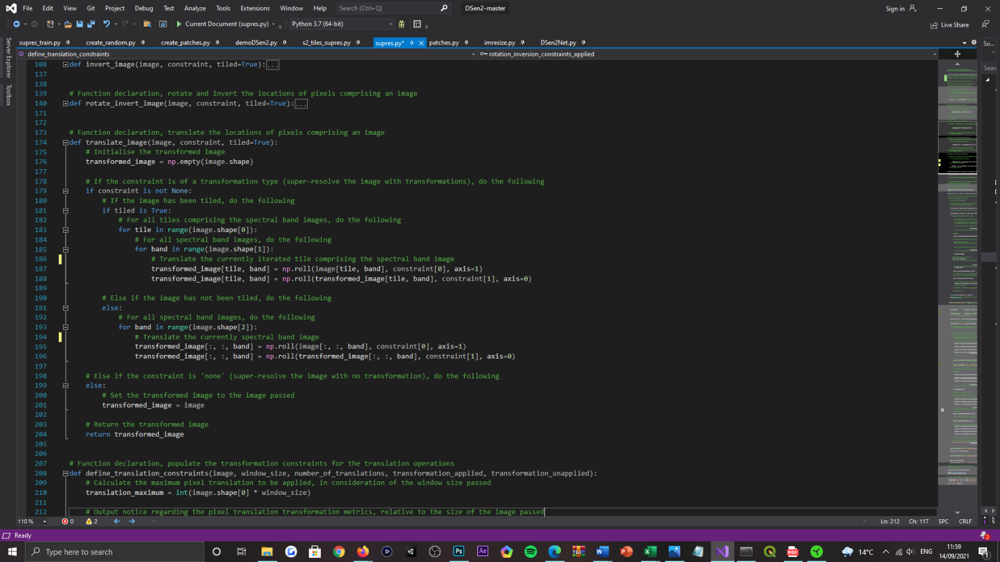 File Edit View Git Project Debug Test Analyze Tools Extensions Window Help Search (Ctrl+Q) DSen2-master Sign in
Current Document (supres.py) Python 3.7 (64-bit) Live Share
supres_train.py create_random.py create_patches.py demoDSen2.py s2_tiles_supres.py supres.py* patches.py imresize.py DSen2Net.py So...
define_translation_constraints rotation_inversion_constraints_applied
Server Explorer
Toolbox
Sear
108 def invert_image(image, constraint, tiled=True):...
137
138
139 # Function declaration, rotate and invert the locations of pixels comprising an image
140 def rotate_invert_image(image, constraint, tiled=True):...
171
172
173 # Function declaration, translate the locations of pixels comprising an image
174 def translate_image(image, constraint, tiled=True):
175 # Initialise the transformed image
176 transformed_image = np.empty(image.shape)
177
178 # If the constraint is of a transformation type (super-resolve the image with transformations), do the following
179 if constraint is not None:
180 # If the image has been tiled, do the following
181 if tiled is True:
182 # For all tiles comprising the spectral band images, do the following
183 for tile in range(image.shape[0]):
184 # For all spectral band images, do the following
185 for band in range(image.shape[1]):
186 # Translate the currently iterated tile comprising the spectral band image
187 transformed_image[tile, band] = np.roll(image[tile, band], constraint[0], axis=1)
188 transformed_image[tile, band] = np.roll(transformed_image[tile, band], constraint[1], axis=0)
189
190 # Else if the image has not been tiled, do the following
191 else:
192 # For all spectral band images, do the following
193 for band in range(image.shape[2]):
194 # Translate the currently spectral band image
195 transformed_image[:, :, band] = np.roll(image[:, :, band], constraint[0], axis=1)
196 transformed_image[:, :, band] = np.roll(transformed_image[:, :, band], constraint[1], axis=0)
197
198 # Else if the constraint is 'none' (super-resolve the image with no transformation), do the following
199 else:
200 # Set the transformed image to the image passed
201 transformed_image = image
202
203 # Return the transformed image
204 return transformed_image
205
206
207 # Function declaration, populate the transformation constraints for the translation operations
208 def define_translation_constraints(image, window_size, number_of_translations, transformation_applied, transformation_unapplied):
209 # Calculate the maximum pixel translation to be applied, in consideration of the window size passed
210 translation_maximum = int(image.shape[0] * window_size)
211
212 # Output notice regarding the pixel translation transformation metrics, relative to the size of the image passed
110 % 0 2 Ln: 212 Ch: 117 SPC CRLF
Ready 2
Type here to search Ps Ae 14°C ENG 11:59
14/09/2021 1